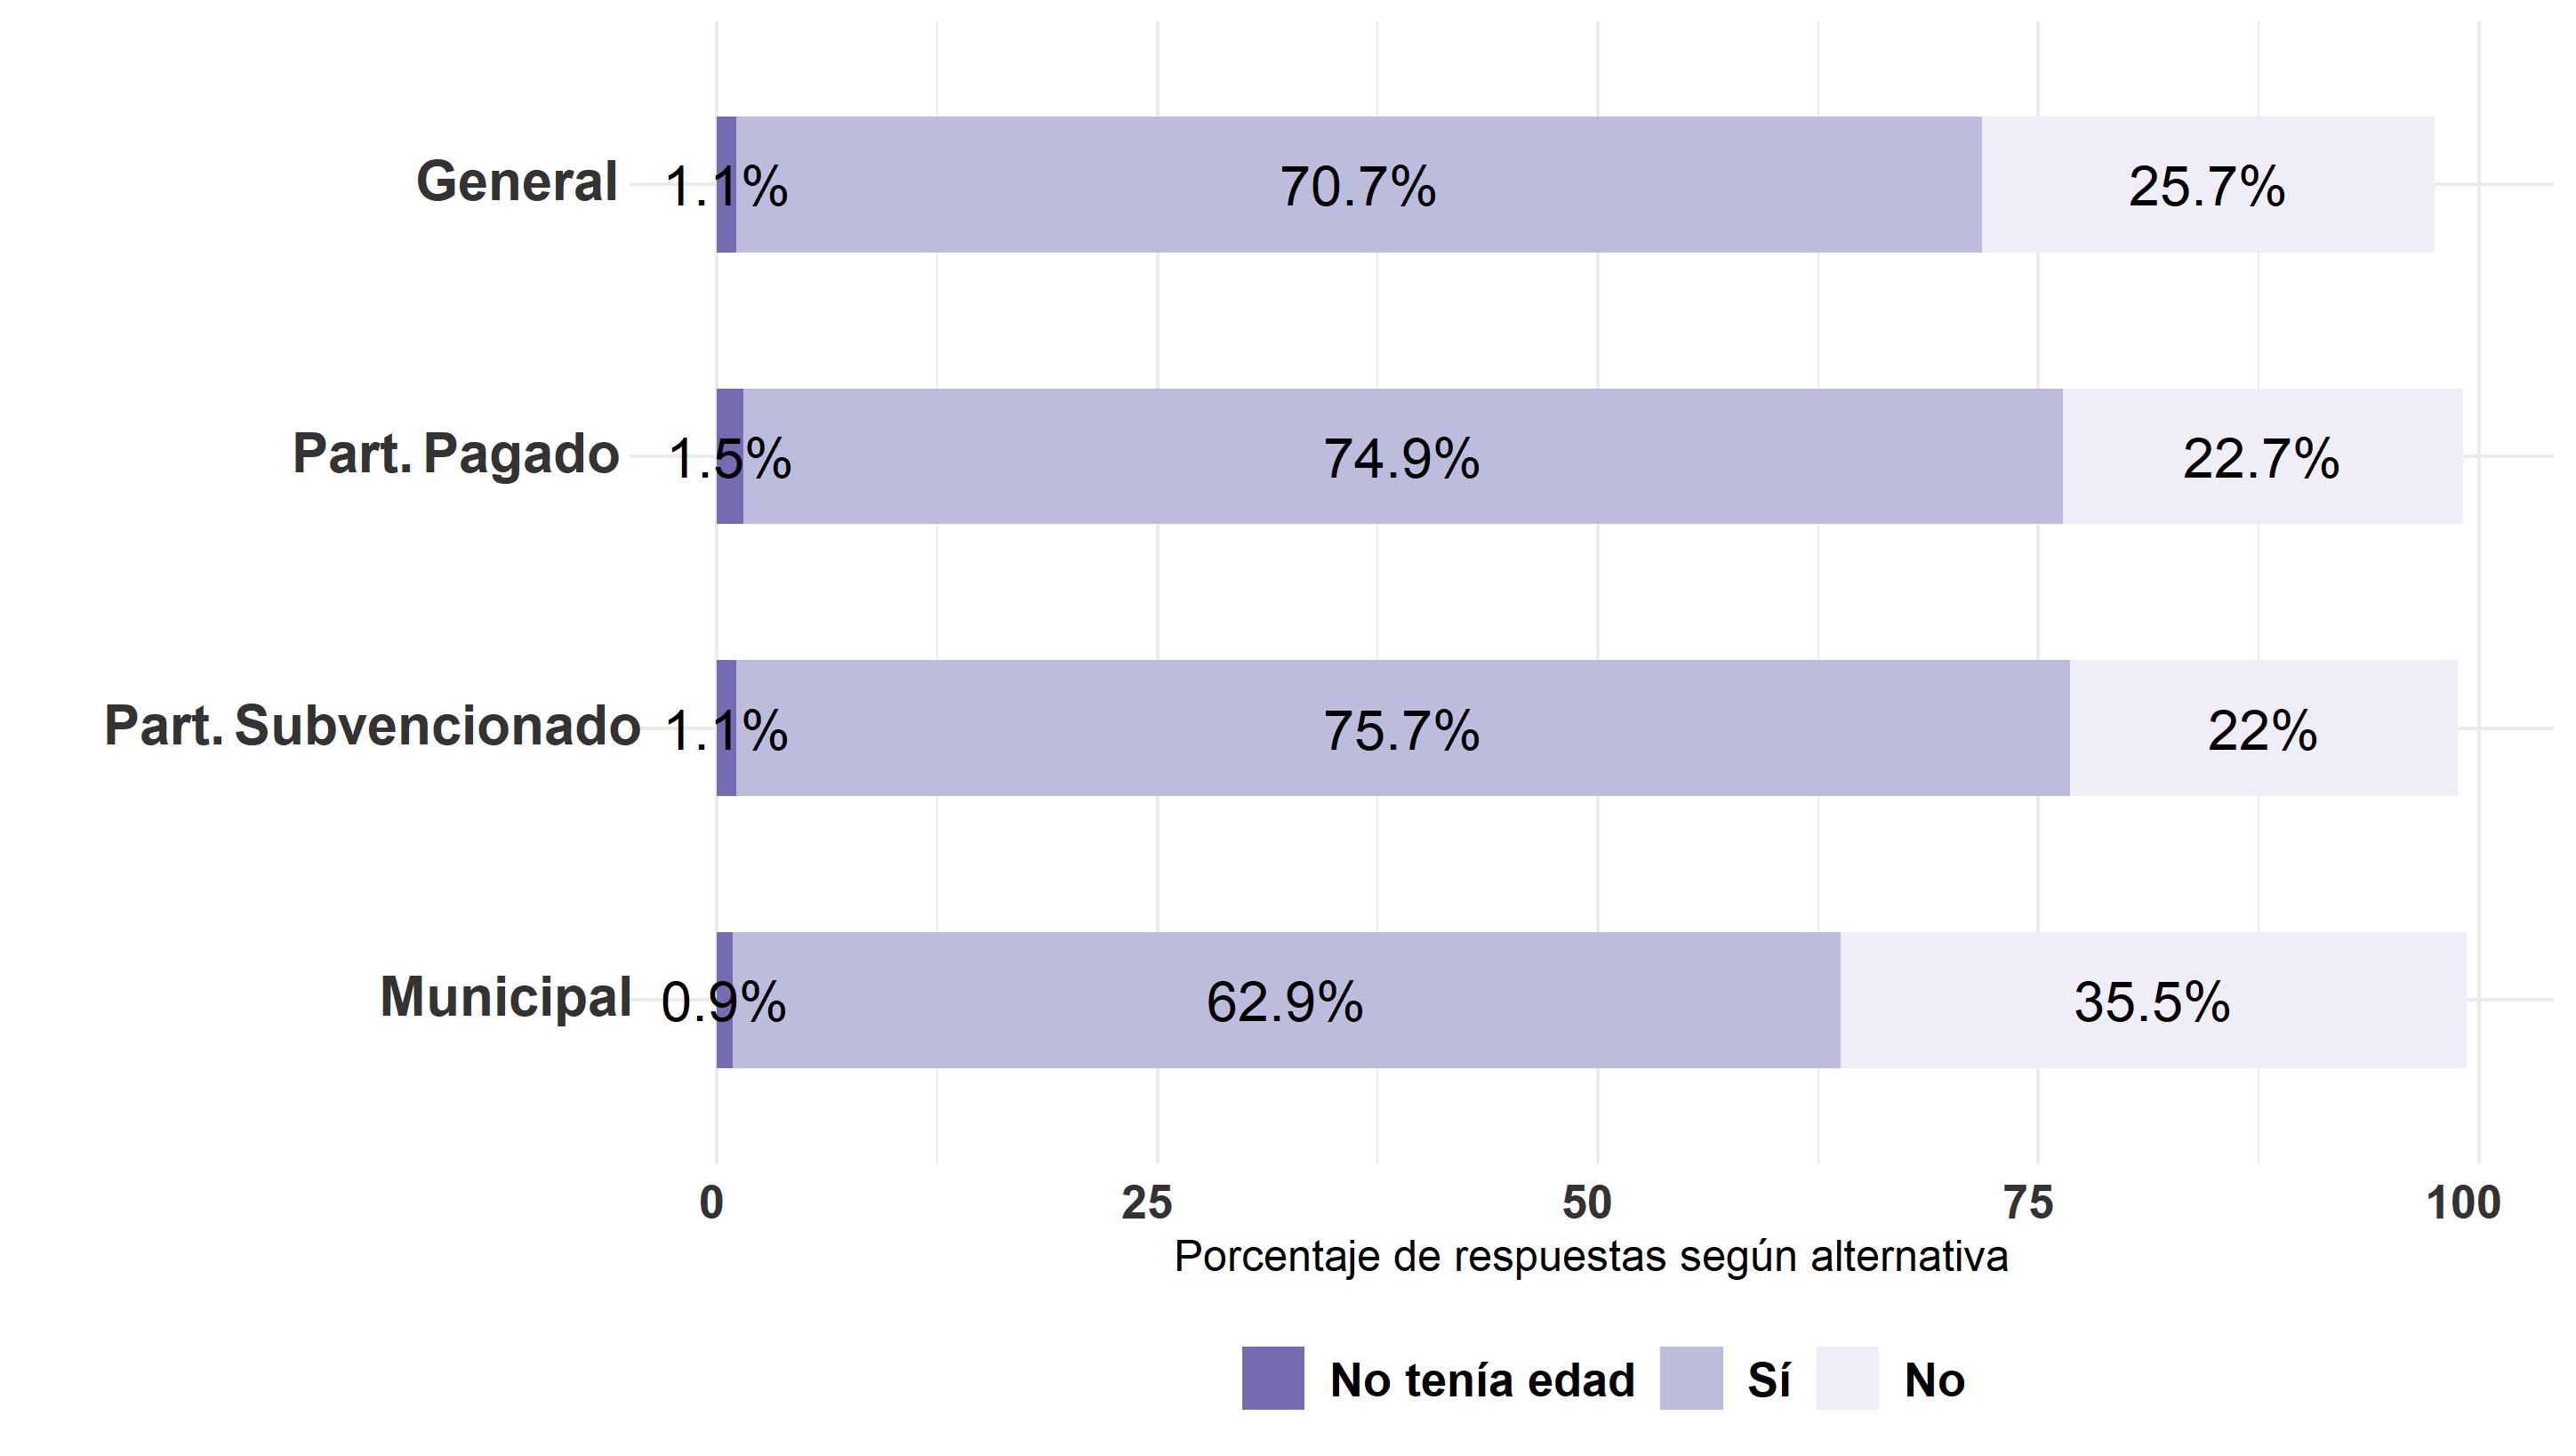 General 1.1% 70.7% 25.7%
Part. Pagado 1.5% 74.9% 22.7%
Part. Subvencionado 1.1% 75.7% 22%
Municipal 0.9% 62.9% 35.5%
0 25 50 75 100
Porcentaje de respuestas según alternativa
No tenía edad Sí No